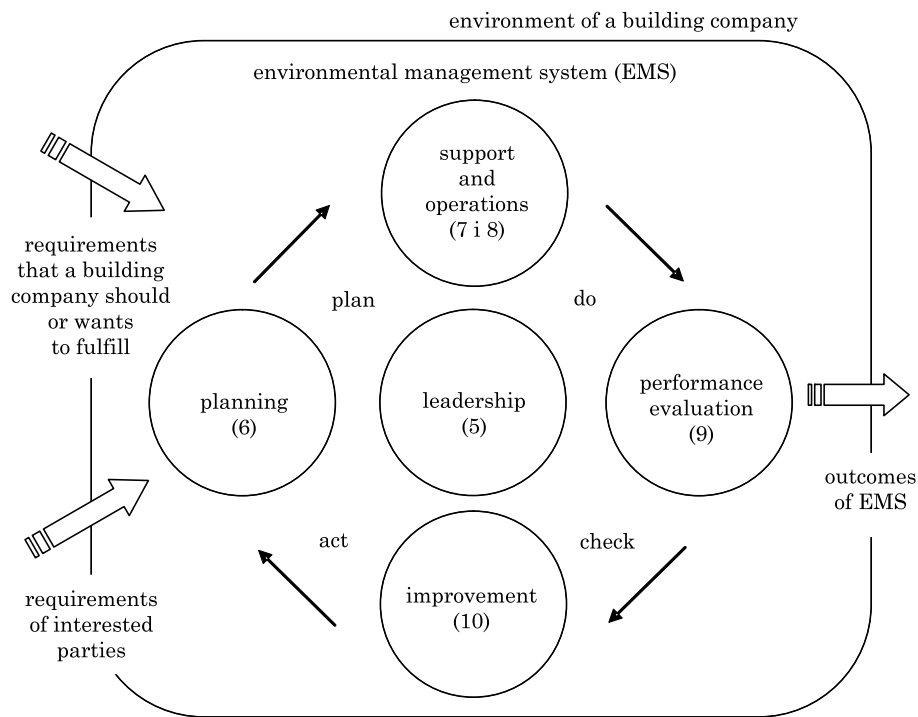 environment of a building company
environmental management system (EMS)
support
and
operations
(7 i 8)
requirements
that a building
company should
or wants
to fulfill
plan
do
planning
(6)
leadership
(5)
performance
evaluation
(9)
outcomes
of EMS
act
check
improvement
(10)
requirements
of interested
parties